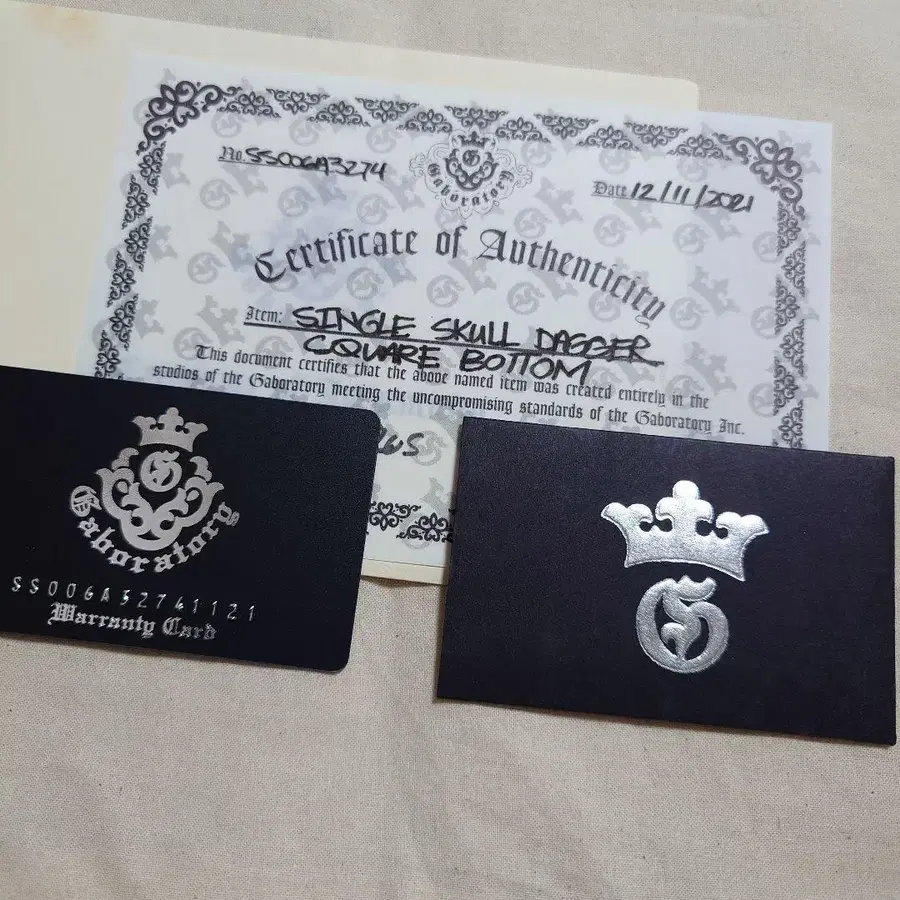 No. SS006A3274
Gaboratory
Date 12/11/2021
Certificate of Authenticity
Item: SINGLE SKULL DAGGER
CQUARE BOTTOM
This document certifies that the above named item was created entirely in the
studios of the Gaboratory meeting the uncompromising standards of the Gaboratory Inc.
G
Gaboratory
SS006A32741121
Warranty Card
G